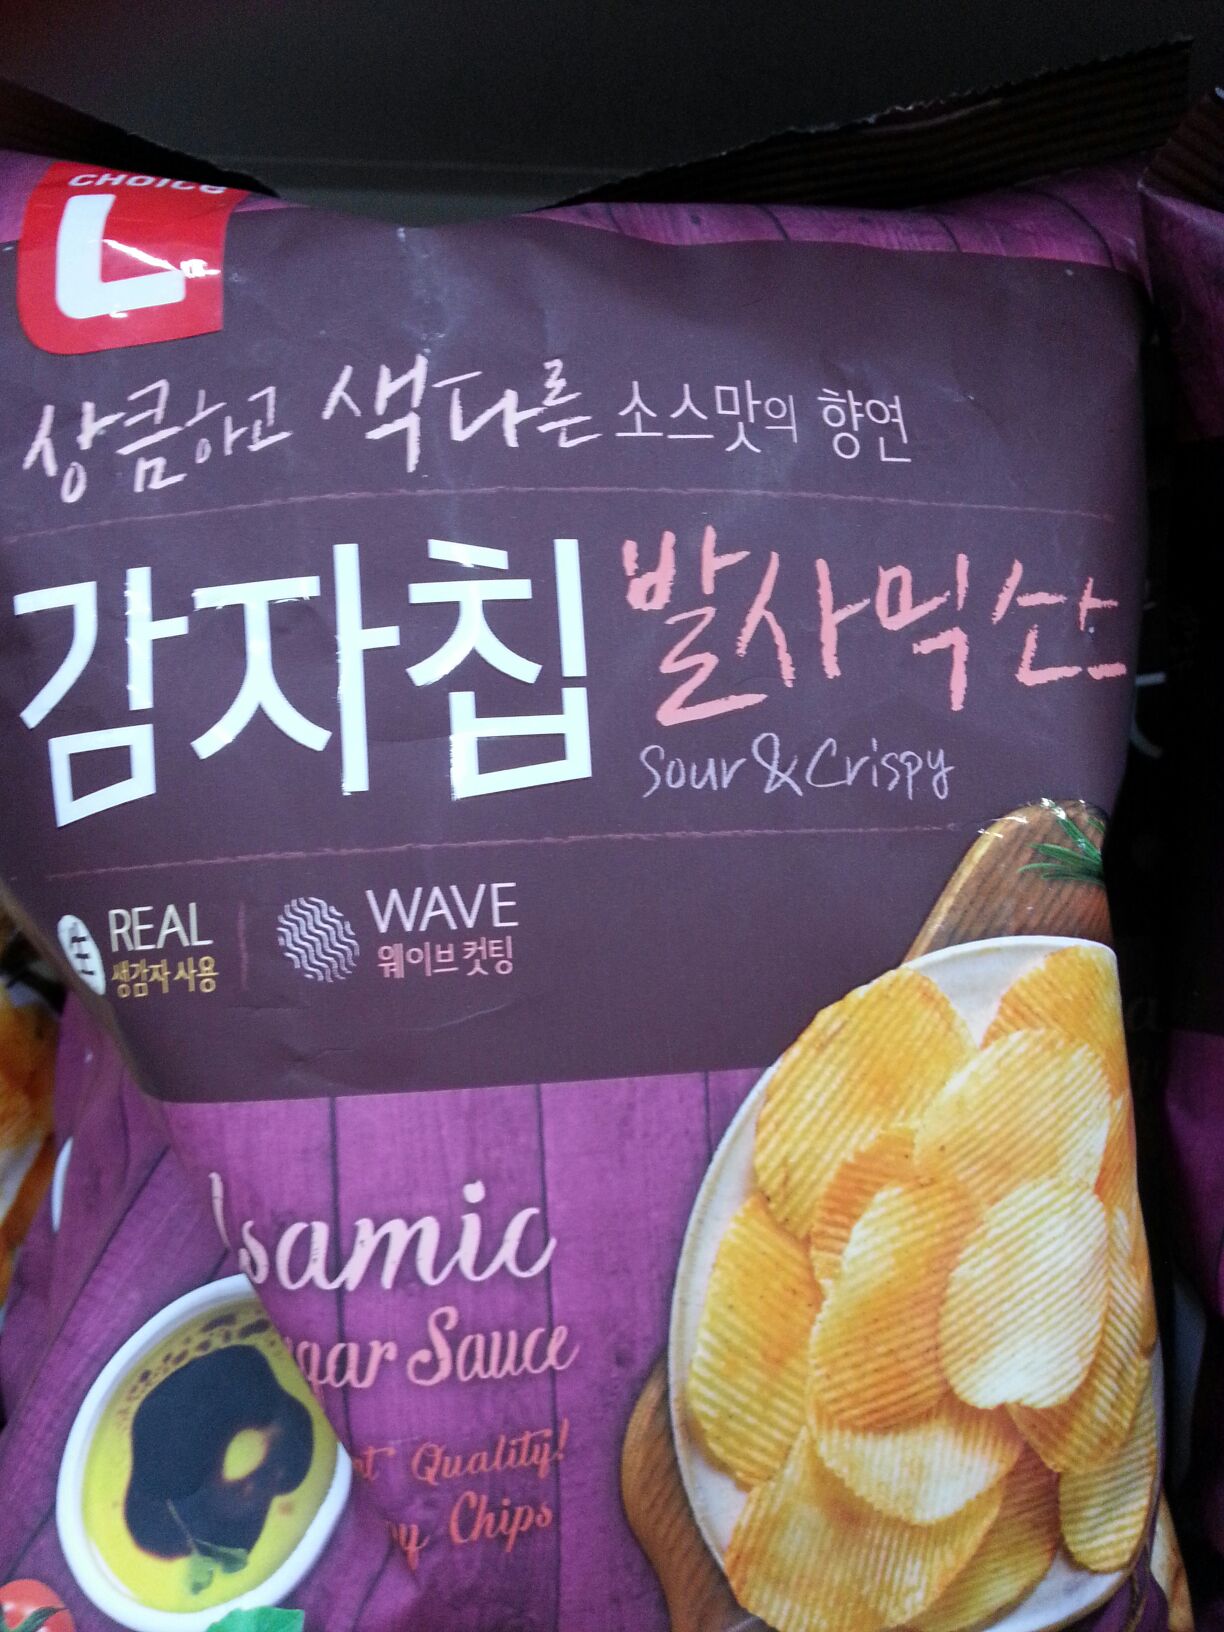 CHOICE
L
상큼하고 색다른 소스맛의 향연
감자칩 발사믹소스
Sour & Crispy
生 REAL
생감자 사용
WAVE
웨이브 컷팅
lsamic
gar Sauce
Quality!
Chips